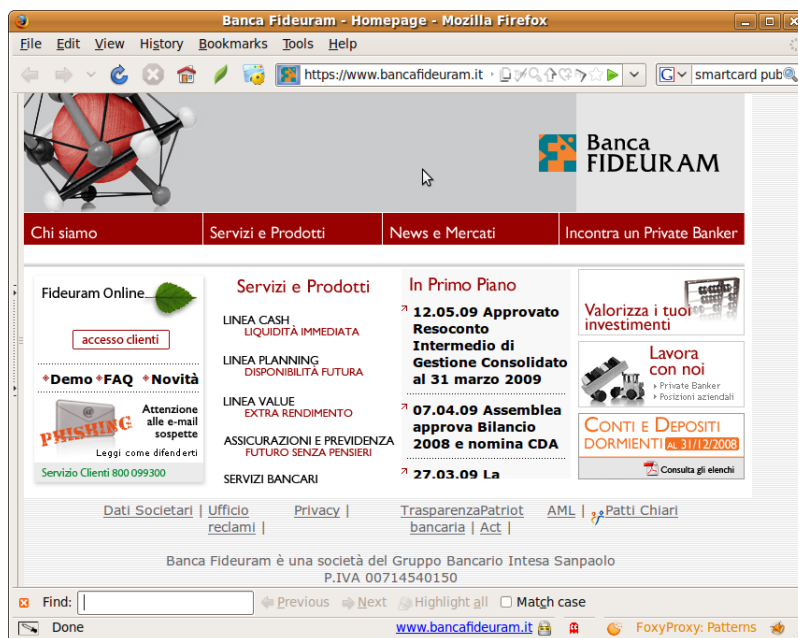 Banca Fideuram - Homepage - Mozilla Firefox
File Edit View History Bookmarks Tools Help
https://www.bancafideuram.it
G smartcard pub
Banca
FIDEURAM
Chi siamo
Servizi e Prodotti
News e Mercati
Incontra un Private Banker
Fideuram Online
accesso clienti
Demo FAQ Novità
@
PHISHING
Attenzione
alle e-mail
sospette
Leggi come difenderti
Servizio Clienti 800 099300
Servizi e Prodotti
LINEA CASH
LIQUIDITÀ IMMEDIATA
LINEA PLANNING
DISPONIBILITÀ FUTURA
LINEA VALUE
EXTRA RENDIMENTO
ASSICURAZIONI E PREVIDENZA
FUTURO SENZA PENSIERI
SERVIZI BANCARI
In Primo Piano
12.05.09 Approvato
Resoconto
Intermedio di
Gestione Consolidato
al 31 marzo 2009
07.04.09 Assemblea
approva Bilancio
2008 e nomina CDA
27.03.09 La
Valorizza i tuoi
investimenti
Lavora
con noi
Private Banker
Posizioni aziendali
CONTI E DEPOSITI
DORMIENTI AL 31/12/2008
Consulta gli elenchi
Dati Societari | Ufficio
reclami |
Privacy |
Trasparenza
bancaria |
Patriot
Act |
AML |
Patti Chiari
Banca Fideuram è una società del Gruppo Bancario Intesa Sanpaolo
P.IVA 00714540150
Find: Previous Next Highlight all Match case
Done
www.bancafideuram.it
FoxyProxy: Patterns